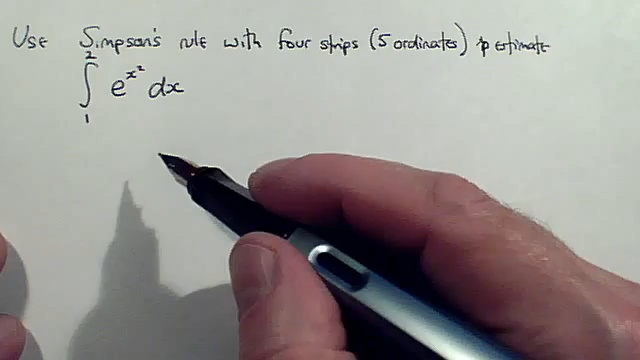 Use Simpson's rule with four strips (5 ordinates) to estimate
∫₁² e^(x²) dx